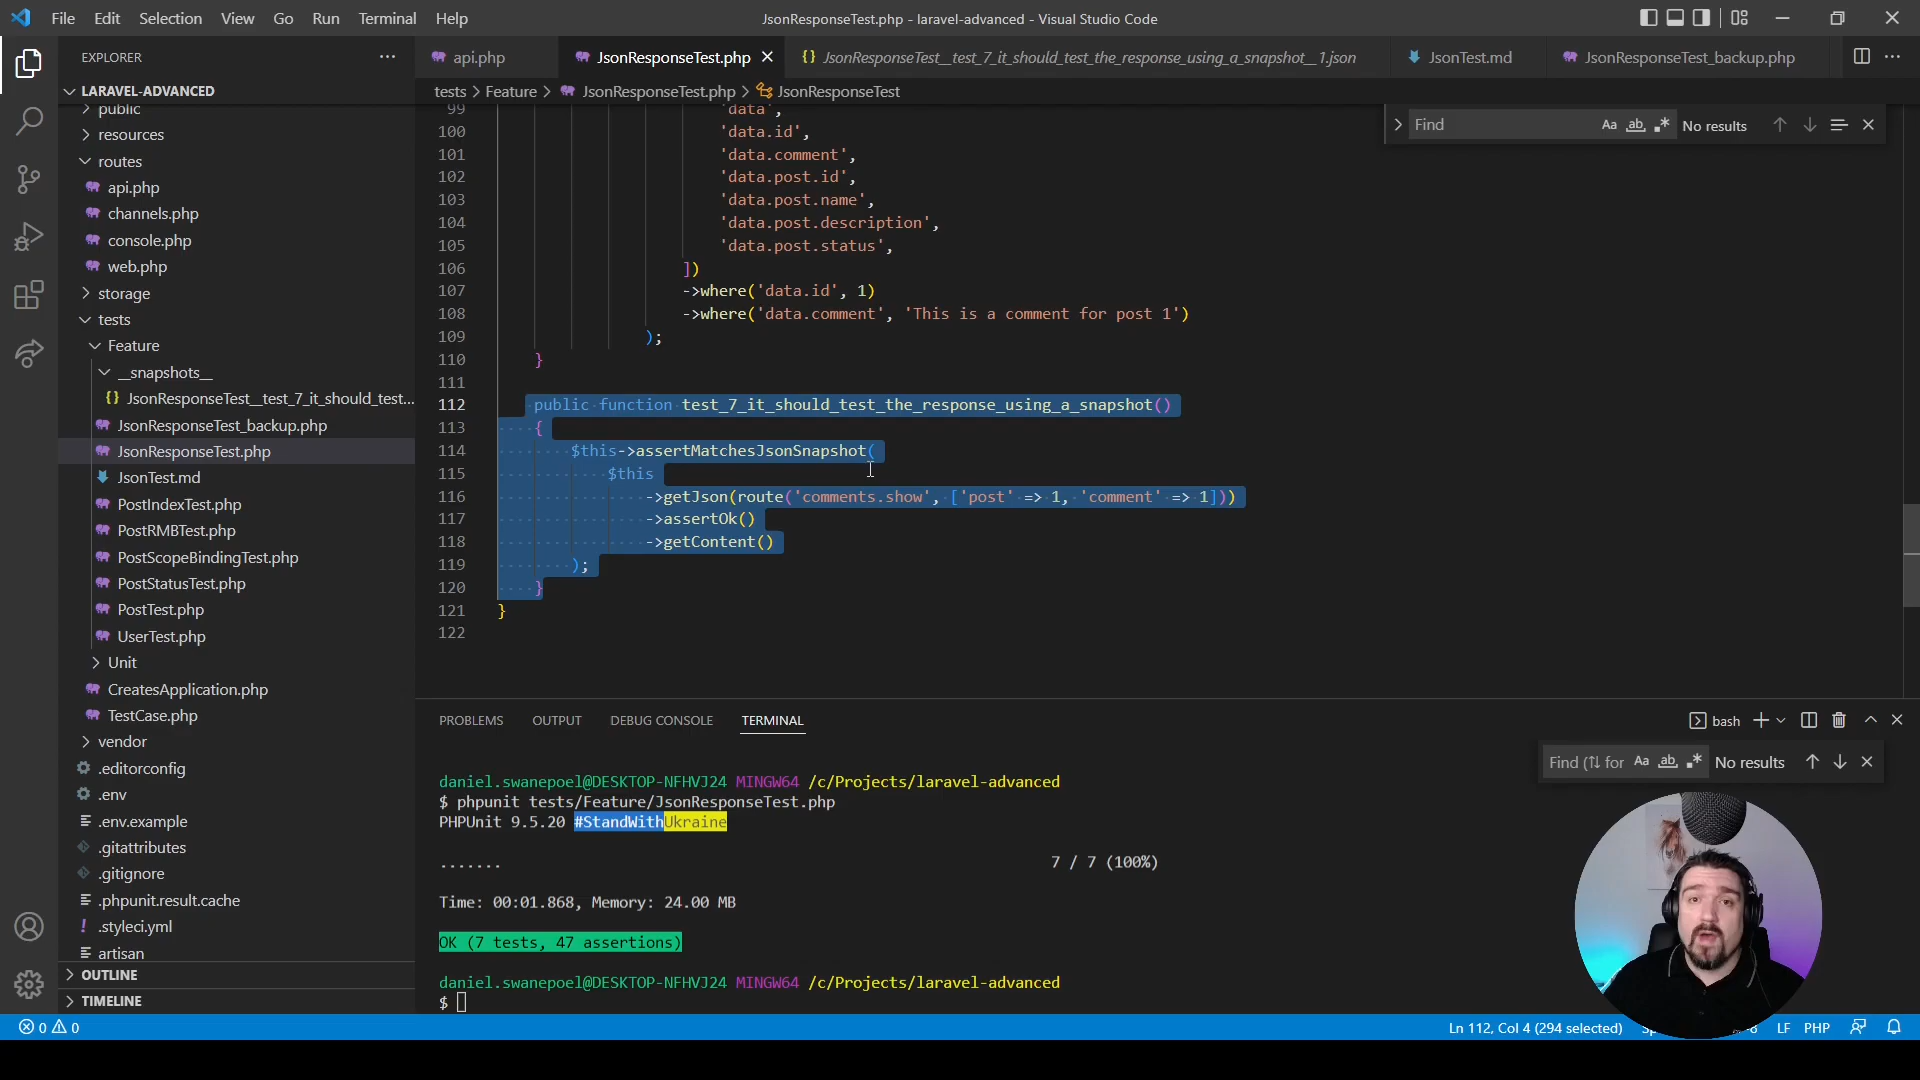 File Edit Selection View Go Run Terminal Help
JsonResponseTest.php - laravel-advanced - Visual Studio Code
EXPLORER
LARAVEL-ADVANCED
public
resources
routes
api.php
channels.php
console.php
web.php
storage
tests
Feature
__snapshots__
JsonResponseTest__test_7_it_should_test...
JsonResponseTest_backup.php
JsonResponseTest.php
JsonTest.md
PostIndexTest.php
PostRMBTest.php
PostScopeBindingTest.php
PostStatusTest.php
PostTest.php
UserTest.php
Unit
CreatesApplication.php
TestCase.php
vendor
.editorconfig
.env
.env.example
.gitattributes
.gitignore
.phpunit.result.cache
.styleci.yml
artisan
OUTLINE
TIMELINE
api.php
JsonResponseTest.php
JsonResponseTest__test_7_it_should_test_the_response_using_a_snapshot__1.json
JsonTest.md
JsonResponseTest_backup.php
tests > Feature > JsonResponseTest.php > JsonResponseTest
Find
Aa ab
No results
99 'data',
100 'data.id',
101 'data.comment',
102 'data.post.id',
103 'data.post.name',
104 'data.post.description',
105 'data.post.status',
106 ])
107 ->where('data.id', 1)
108 ->where('data.comment', 'This is a comment for post 1')
109 );
110 }
111
112 public function test_7_it_should_test_the_response_using_a_snapshot()
113 {
114 $this->assertMatchesJsonSnapshot(
115 $this
116 ->getJson(route('comments.show', ['post' => 1, 'comment' => 1]))
117 ->assertOk()
118 ->getContent()
119 );
120 }
121 }
122
PROBLEMS OUTPUT DEBUG CONSOLE TERMINAL
bash
Find (⇅ for
Aa ab
No results
daniel.swanepoel@DESKTOP-NFHVJ24 MINGW64 /c/Projects/laravel-advanced
$ phpunit tests/Feature/JsonResponseTest.php
PHPUnit 9.5.20 #StandWithUkraine
....... 7 / 7 (100%)
Time: 00:01.868, Memory: 24.00 MB
OK (7 tests, 47 assertions)
daniel.swanepoel@DESKTOP-NFHVJ24 MINGW64 /c/Projects/laravel-advanced
$
0 0
Ln 112, Col 4 (294 selected)
LF PHP